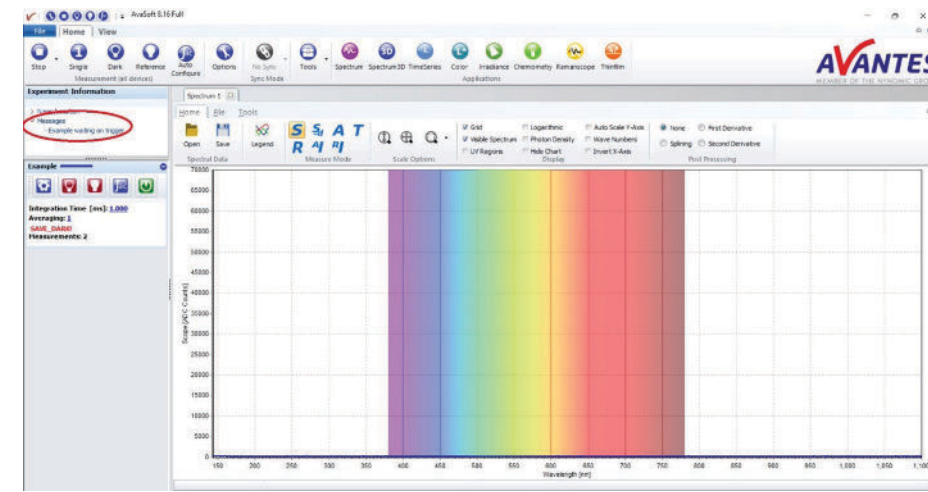 AvaSoft 8.16 Full
File Home View
Stop Single Dark Reference Auto Configure Options No Sync Tools Spectrum Spectrum3D TimeSeries Color Irradiance Chemometry Ramanscope Thinfilm
Measurement (all devices) Sync Mode Applications
AVANTES
MEMBER OF THE NYNOMIC GRO
Experiment Information
Messages
Example waiting on trigger
Example
Integration Time [ms]: 1.000
Averaging: 1
SAVE_DARK!
Measurements: 2
Spectrum 1
Home File Tools
Open Save Legend S A T R
Grid Logarithmic Auto Scale Y-Axis None First Derivative
Visible Spectrum Photon Density Wave Numbers Splining Second Derivative
UV Regions Hide Chart Invert X-Axis
Spectral Data Measure Mode Scale Options Display Post Processing
70000
65000
60000
55000
50000
45000
40000
35000
30000
25000
20000
15000
10000
5000
0
Scope [ADC Counts]
150 200 250 300 350 400 450 500 550 600 650 700 750 800 850 900 950 1,000 1,050 1,100
Wavelength [nm]